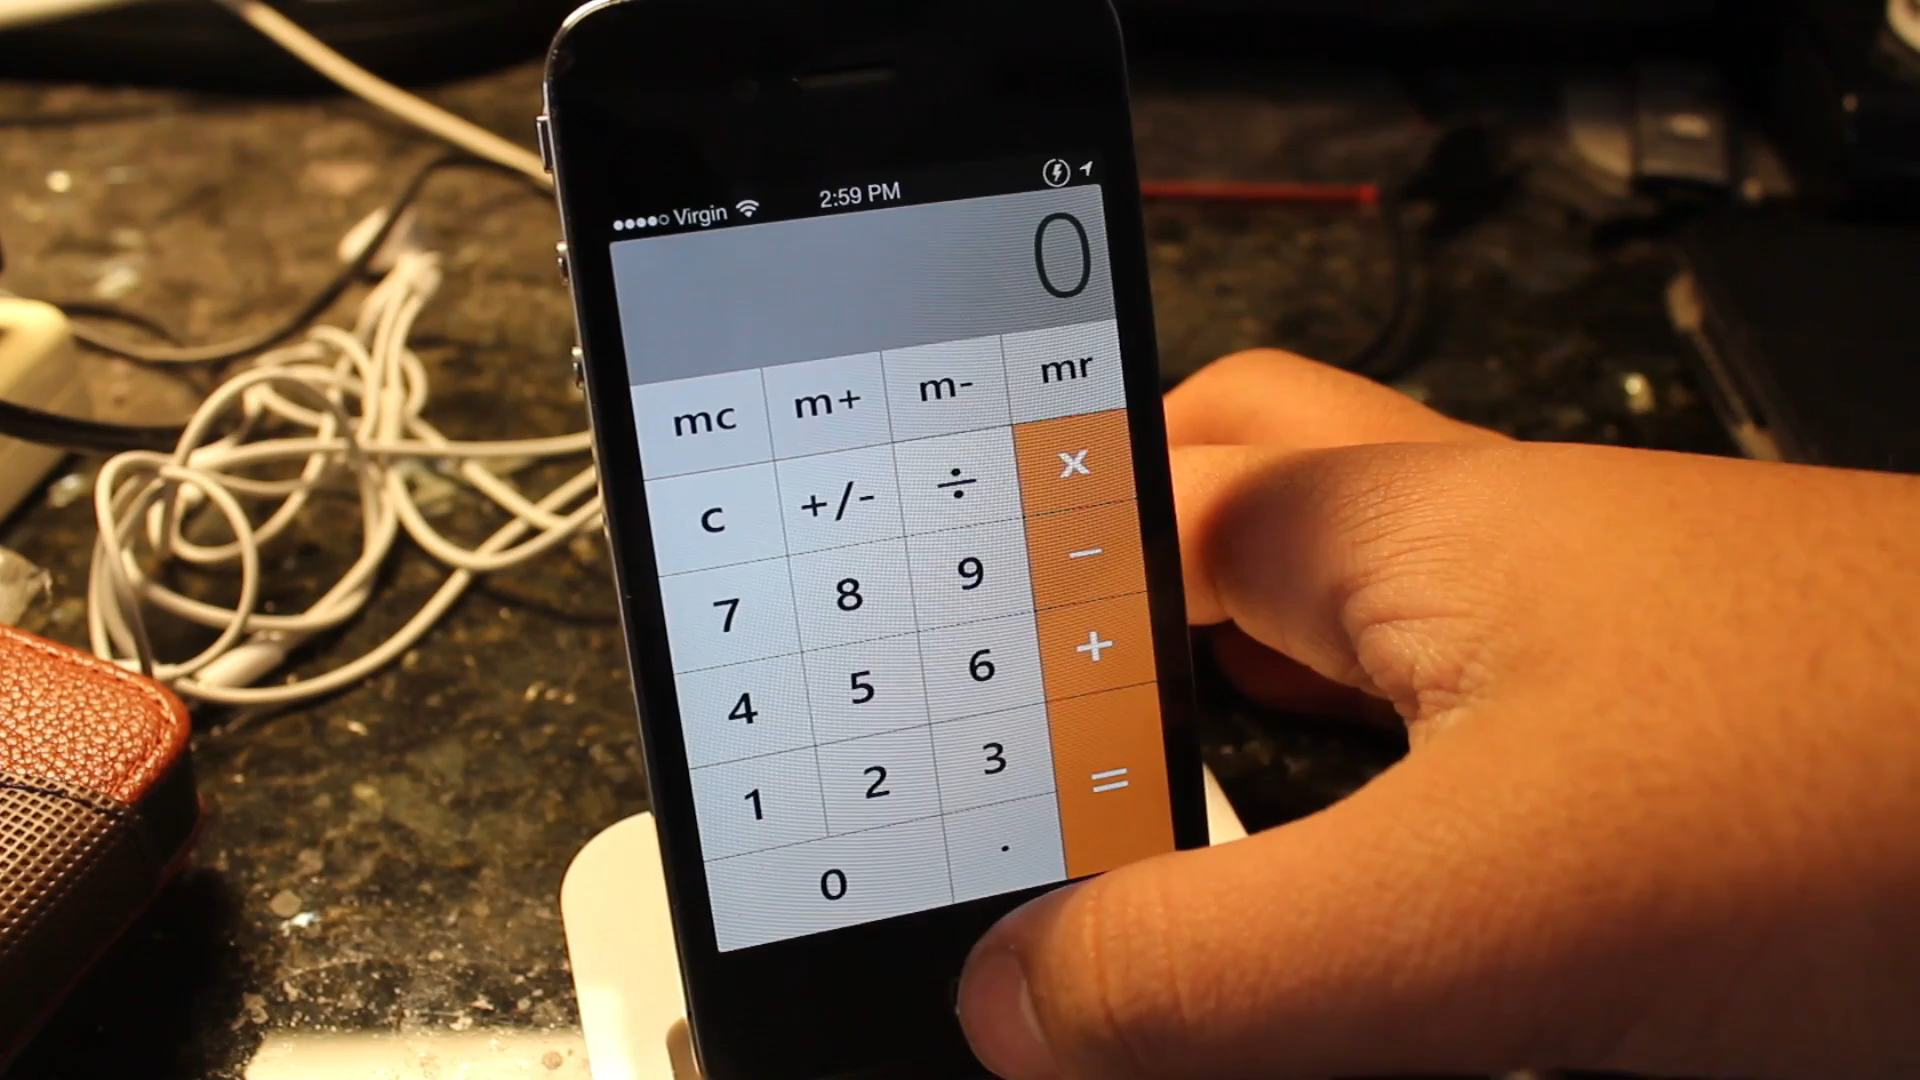 Virgin 2:59 PM
0
mc m+ m- mr
c +/- ÷ x
7 8 9 −
4 5 6 +
1 2 3 =
0 .